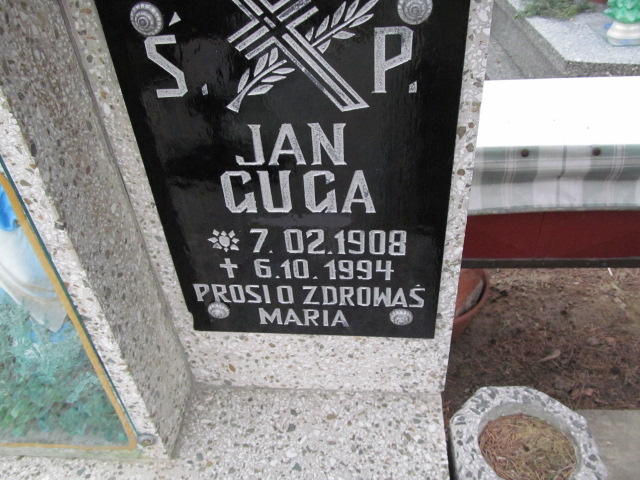 Ś. P.
JAN
GUGA
7. 02.1908
6.10.1994
PROSI O ZDROWAŚ
MARIA